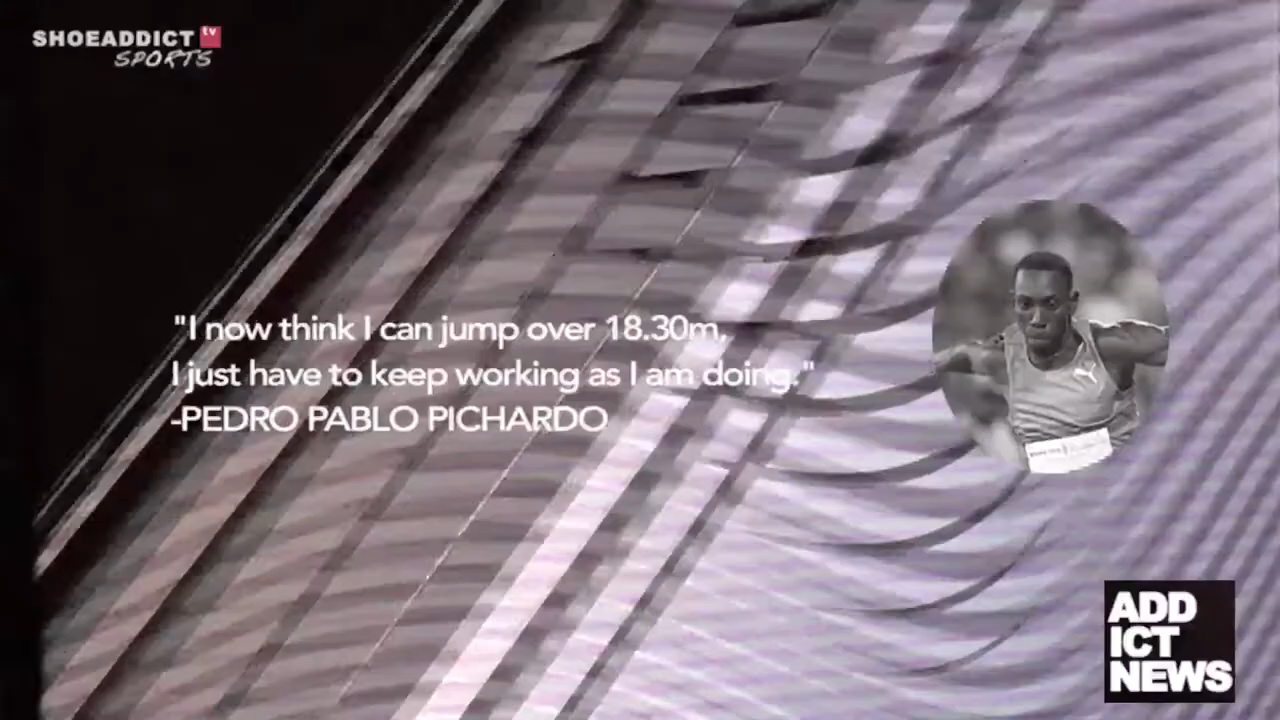 SHOEADDICT tv
SPORTS
"I now think I can jump over 18.30m,
I just have to keep working as I am doing."
-PEDRO PABLO PICHARDO
ADD
ICT
NEWS